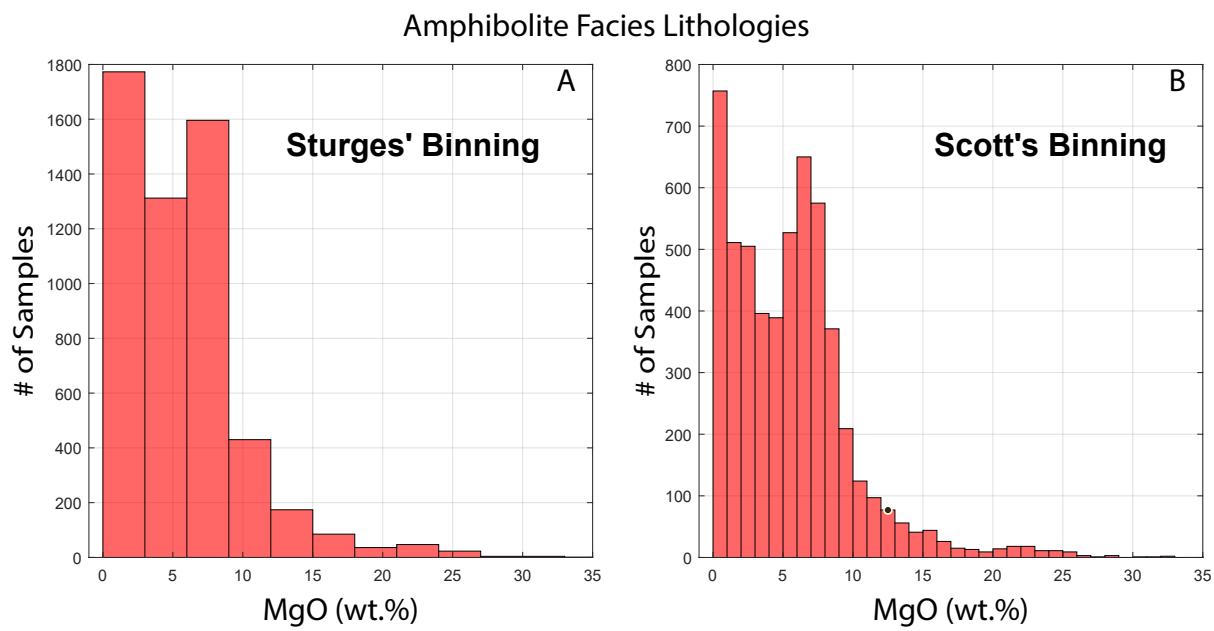 Amphibolite Facies Lithologies
A
Sturges' Binning
# of Samples
1800
1600
1400
1200
1000
800
600
400
200
0
0 5 10 15 20 25 30 35
MgO (wt.%)
B
Scott's Binning
# of Samples
800
700
600
500
400
300
200
100
0
0 5 10 15 20 25 30 35
MgO (wt.%)